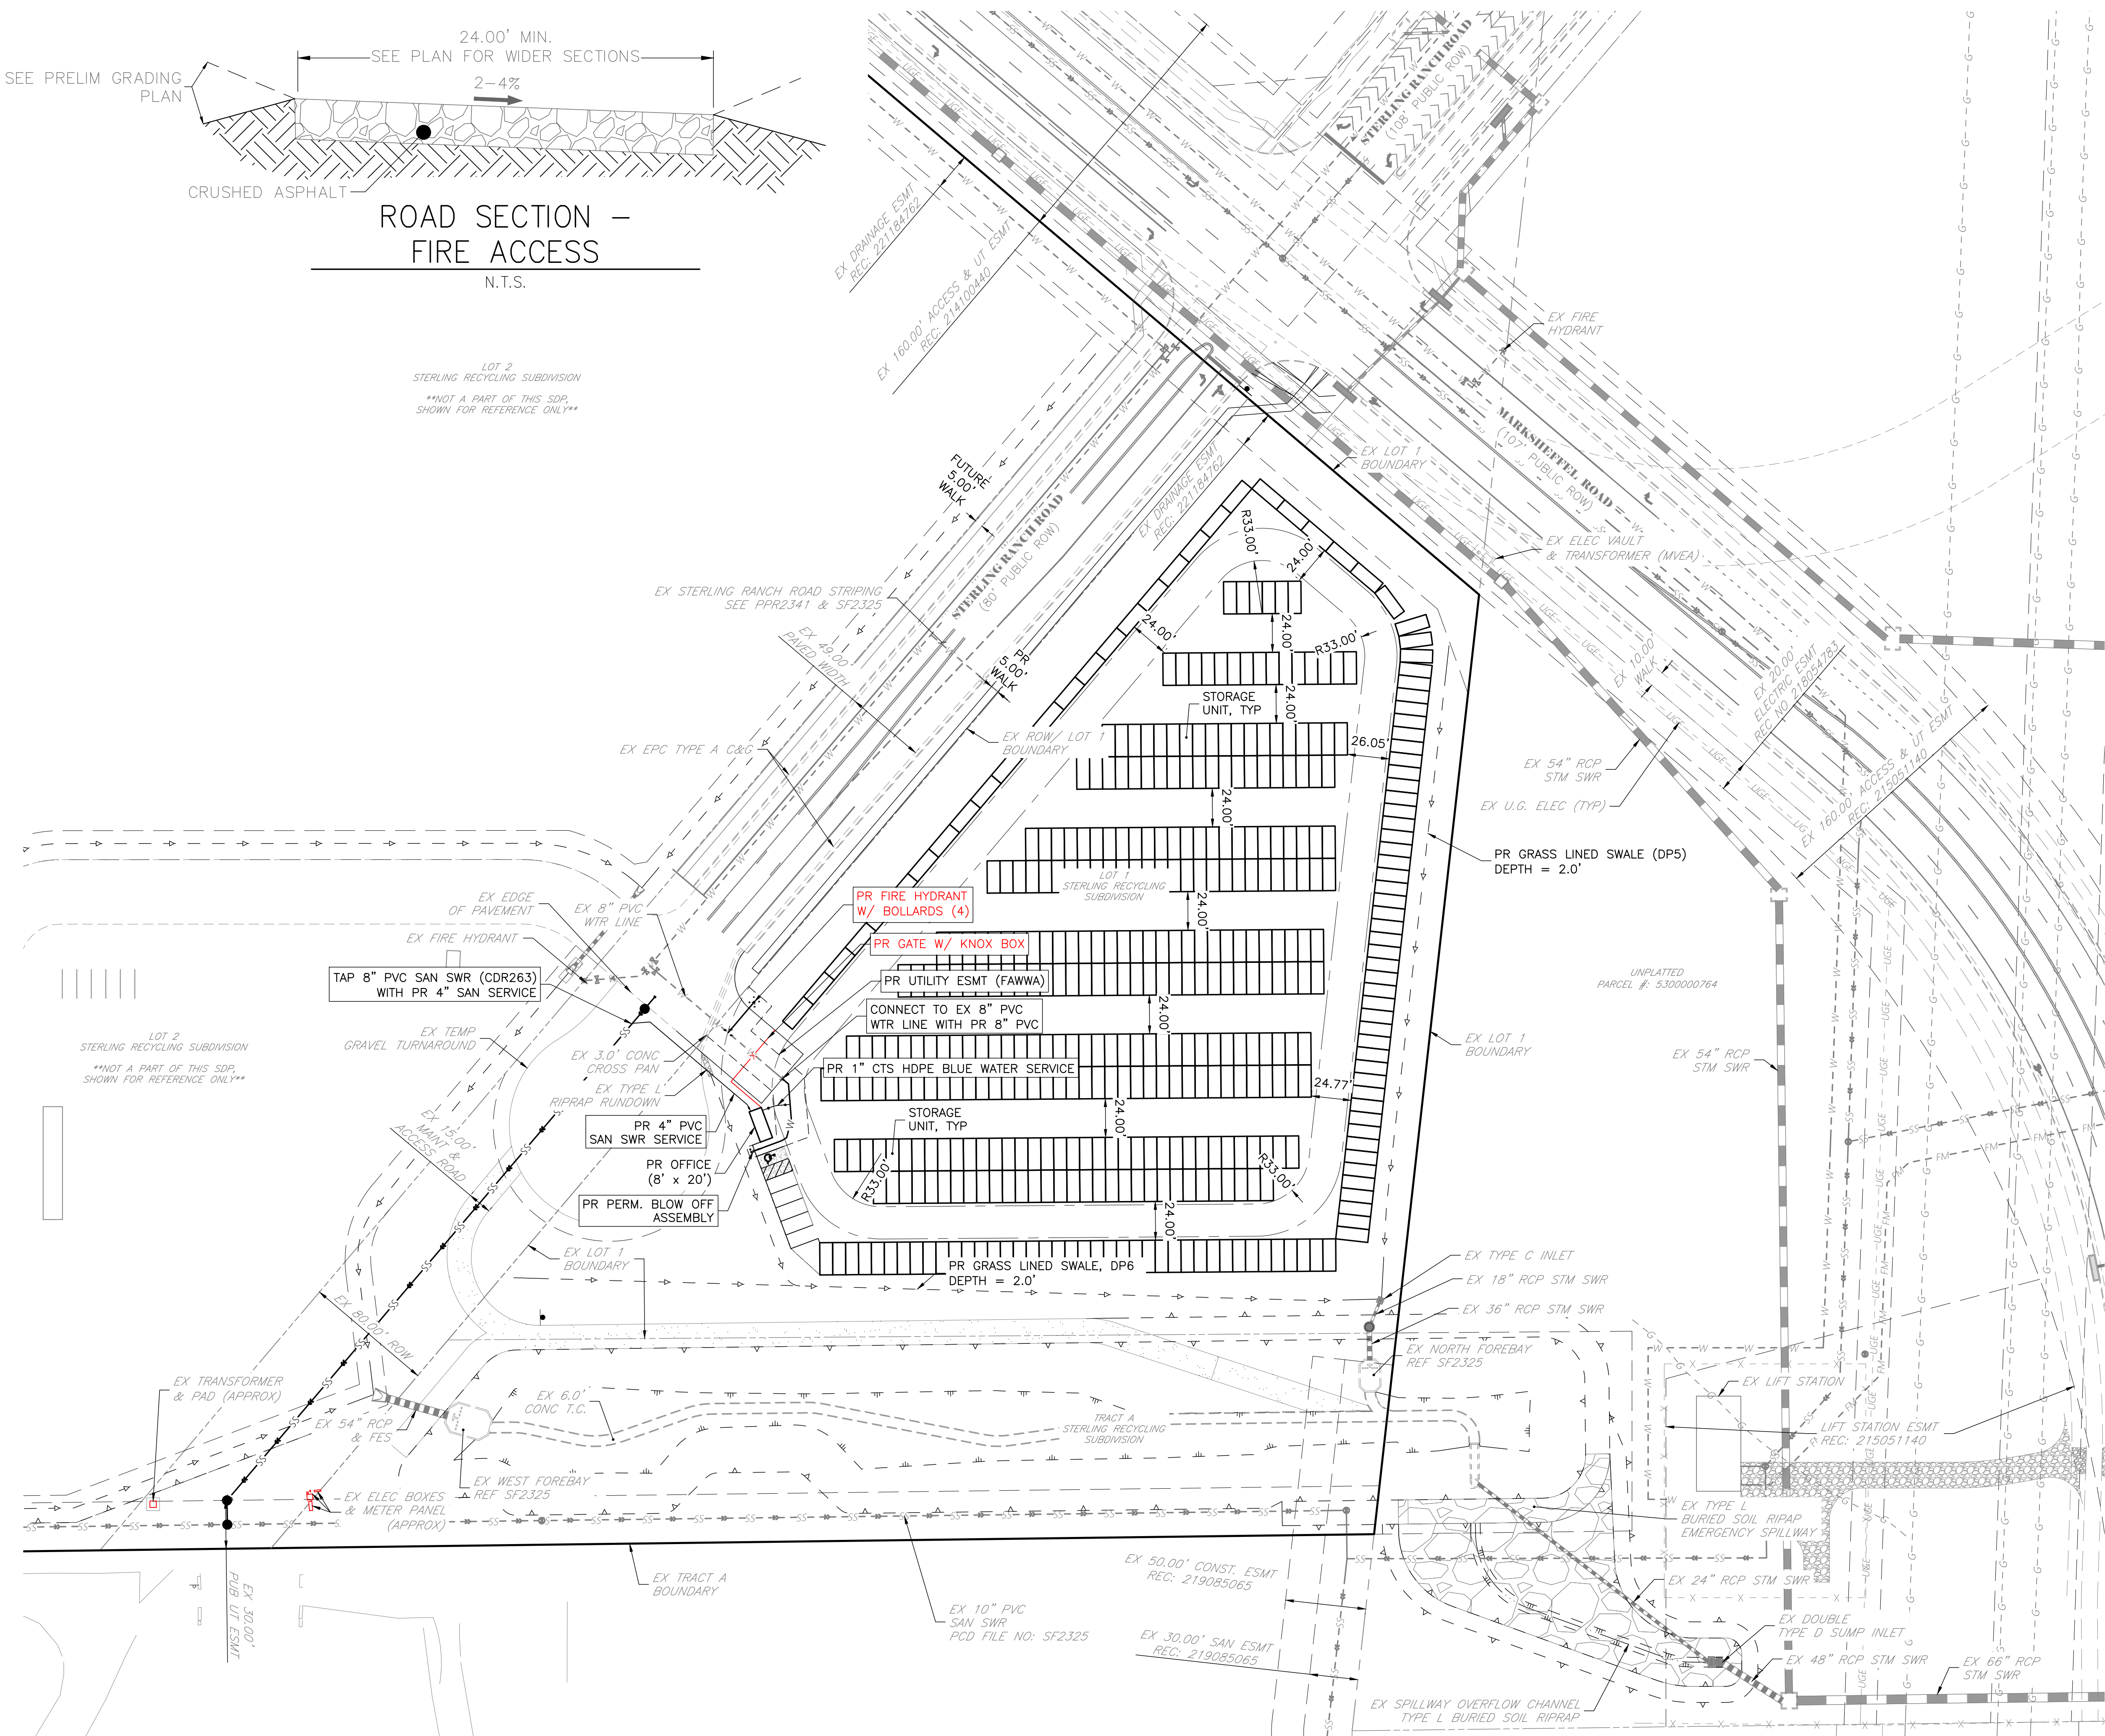 24.00' MIN.
SEE PLAN FOR WIDER SECTIONS
2-4%
SEE PRELIM GRADING
PLAN
CRUSHED ASPHALT
ROAD SECTION -
FIRE ACCESS
N.T.S.
LOT 2
STERLING RECYCLING SUBDIVISION
**NOT A PART OF THIS SDP,
SHOWN FOR REFERENCE ONLY**
STERLING RANCH ROAD
(108' PUBLIC ROW)
EX DRAINAGE ESMT
REC: 221184762
EX 160.00' ACCESS & UT ESMT
REC: 214100440
EX FIRE
HYDRANT
MARKSHEFFEL ROAD
(107' PUBLIC ROW)
EX LOT 1
BOUNDARY
EX DRAINAGE ESMT
REC: 221184762
FUTURE
5.00'
WALK
STERLING RANCH ROAD
(80' PUBLIC ROW)
EX ELEC VAULT
& TRANSFORMER (MVEA)
EX STERLING RANCH ROAD STRIPING
SEE PPR2341 & SF2325
EX 49.00'
PAVED WIDTH
PR
5.00'
WALK
R33.00'
24.00'
24.00'
24.00'
R33.00'
24.00'
STORAGE
UNIT, TYP
EX 10.00'
WALK
EX 20.00'
ELECTRIC ESMT
REC NO 218054783
EX ROW/ LOT 1
BOUNDARY
26.05'
EX EPC TYPE A C&G
EX 54" RCP
STM SWR
EX U.G. ELEC (TYP)
EX 160.00' ACCESS & UT ESMT
REC: 215051140
24.00'
PR GRASS LINED SWALE (DP5)
DEPTH = 2.0'
LOT 1
STERLING RECYCLING
SUBDIVISION
24.00'
EX EDGE
OF PAVEMENT
EX 8" PVC
WTR LINE
PR FIRE HYDRANT
W/ BOLLARDS (4)
EX FIRE HYDRANT
PR GATE W/ KNOX BOX
TAP 8" PVC SAN SWR (CDR263)
WITH PR 4" SAN SERVICE
PR UTILITY ESMT (FAWWA)
CONNECT TO EX 8" PVC
WTR LINE WITH PR 8" PVC
24.00'
UNPLATTED
PARCEL #: 5300000764
EX TEMP
GRAVEL TURNAROUND
LOT 2
STERLING RECYCLING SUBDIVISION
**NOT A PART OF THIS SDP,
SHOWN FOR REFERENCE ONLY**
EX 3.0' CONC
CROSS PAN
EX TYPE L
RIPRAP RUNDOWN
PR 1" CTS HDPE BLUE WATER SERVICE
24.77'
EX LOT 1
BOUNDARY
EX 54" RCP
STM SWR
EX 15.00'
MAINT &
ACCESS ROAD
PR 4" PVC
SAN SWR SERVICE
STORAGE
UNIT, TYP
24.00'
PR OFFICE
(8' x 20')
R33.00'
R33.00'
PR PERM. BLOW OFF
ASSEMBLY
24.00'
EX LOT 1
BOUNDARY
PR GRASS LINED SWALE, DP6
DEPTH = 2.0'
EX TYPE C INLET
EX 18" RCP STM SWR
EX 36" RCP STM SWR
EX NORTH FOREBAY
REF SF2325
EX 80.00' ROW
EX TRANSFORMER
& PAD (APPROX)
EX 54" RCP
& FES
EX 6.0'
CONC T.C.
TRACT A
STERLING RECYCLING
SUBDIVISION
EX LIFT STATION
LIFT STATION ESMT
REC: 215051140
EX WEST FOREBAY
REF SF2325
EX ELEC BOXES
& METER PANEL
(APPROX)
EX TYPE L
BURIED SOIL RIPAP
EMERGENCY SPILLWAY
EX 30.00'
PUB UT ESMT
EX TRACT A
BOUNDARY
EX 10" PVC
SAN SWR
PCD FILE NO: SF2325
EX 50.00' CONST. ESMT
REC: 219085065
EX 30.00' SAN ESMT
REC: 219085065
EX 24" RCP STM SWR
EX DOUBLE
TYPE D SUMP INLET
EX 48" RCP STM SWR
EX 66" RCP
STM SWR
EX SPILLWAY OVERFLOW CHANNEL
TYPE L BURIED SOIL RIPRAP